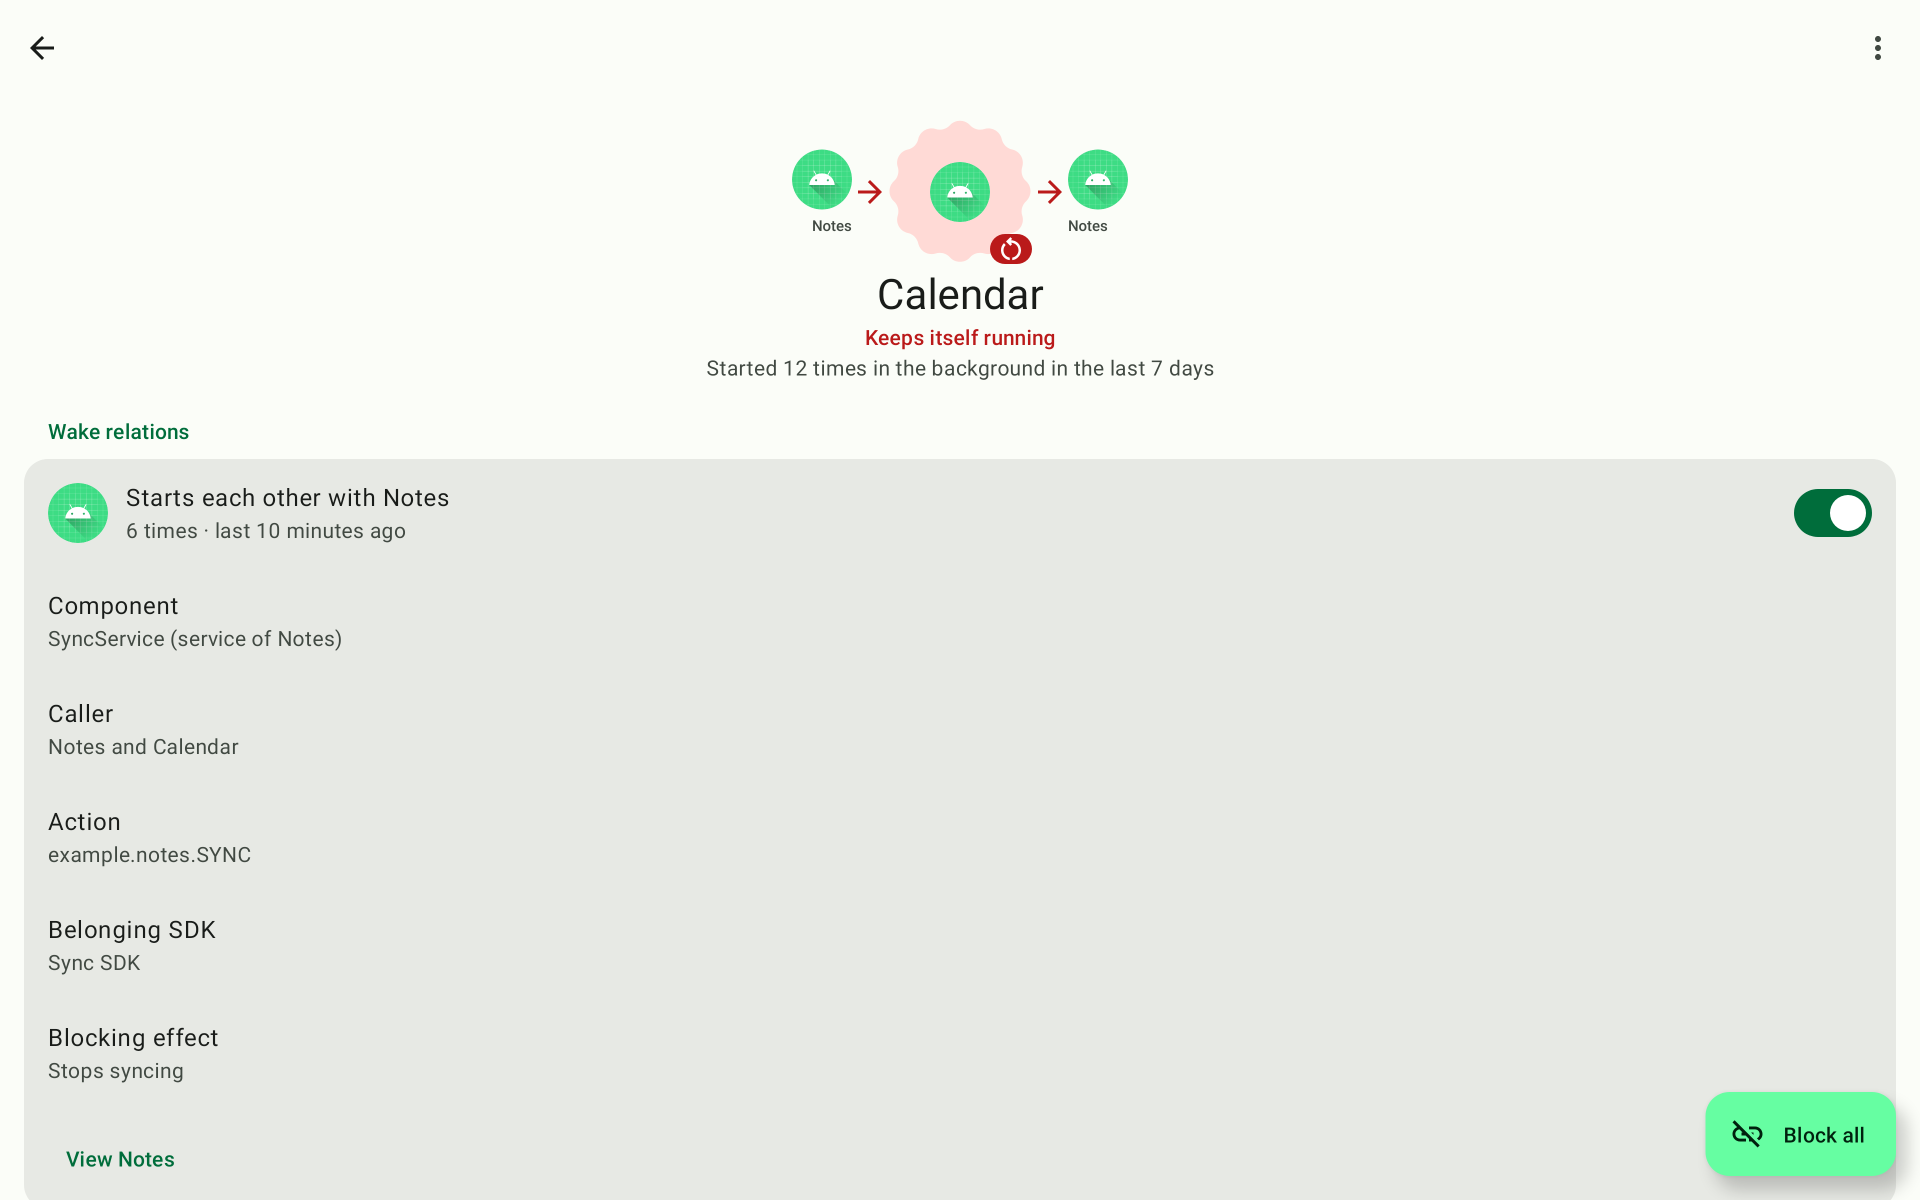 Notes
Notes
Calendar
Keeps itself running
Started 12 times in the background in the last 7 days
Wake relations
Starts each other with Notes
6 times · last 10 minutes ago
Component
SyncService (service of Notes)
Caller
Notes and Calendar
Action
example.notes.SYNC
Belonging SDK
Sync SDK
Blocking effect
Stops syncing
Block all
View Notes